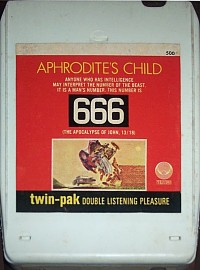 506
APHRODITE'S CHILD
ANYONE WHO HAS INTELLIGENCE
MAY INTERPRET THE NUMBER OF THE BEAST.
IT IS A MAN'S NUMBER. THIS NUMBER IS
666
(THE APOCALYPSE OF JOHN, 13/18)
twin-pak DOUBLE LISTENING PLEASURE